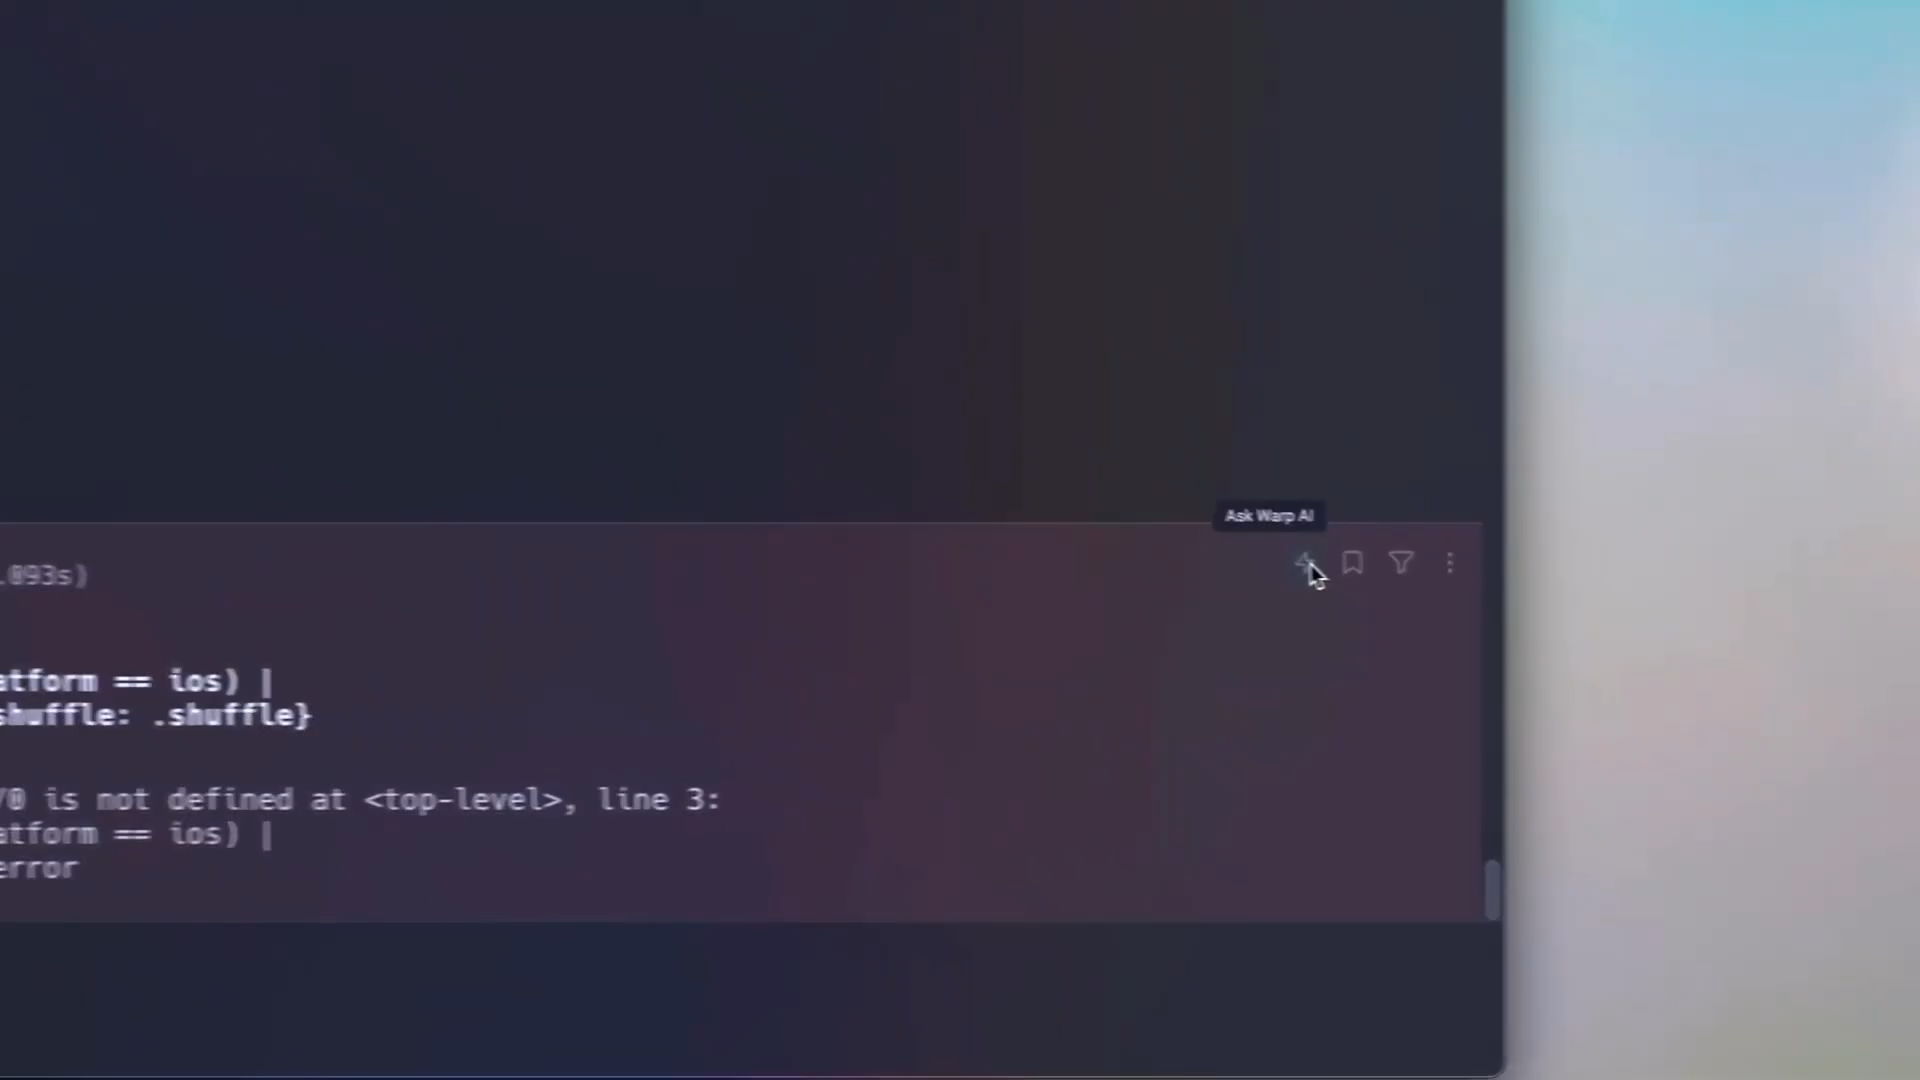 Ask Warp AI
.093s)
atform == ios) |
shuffle: .shuffle}
/0 is not defined at <top-level>, line 3:
atform == ios) |
error